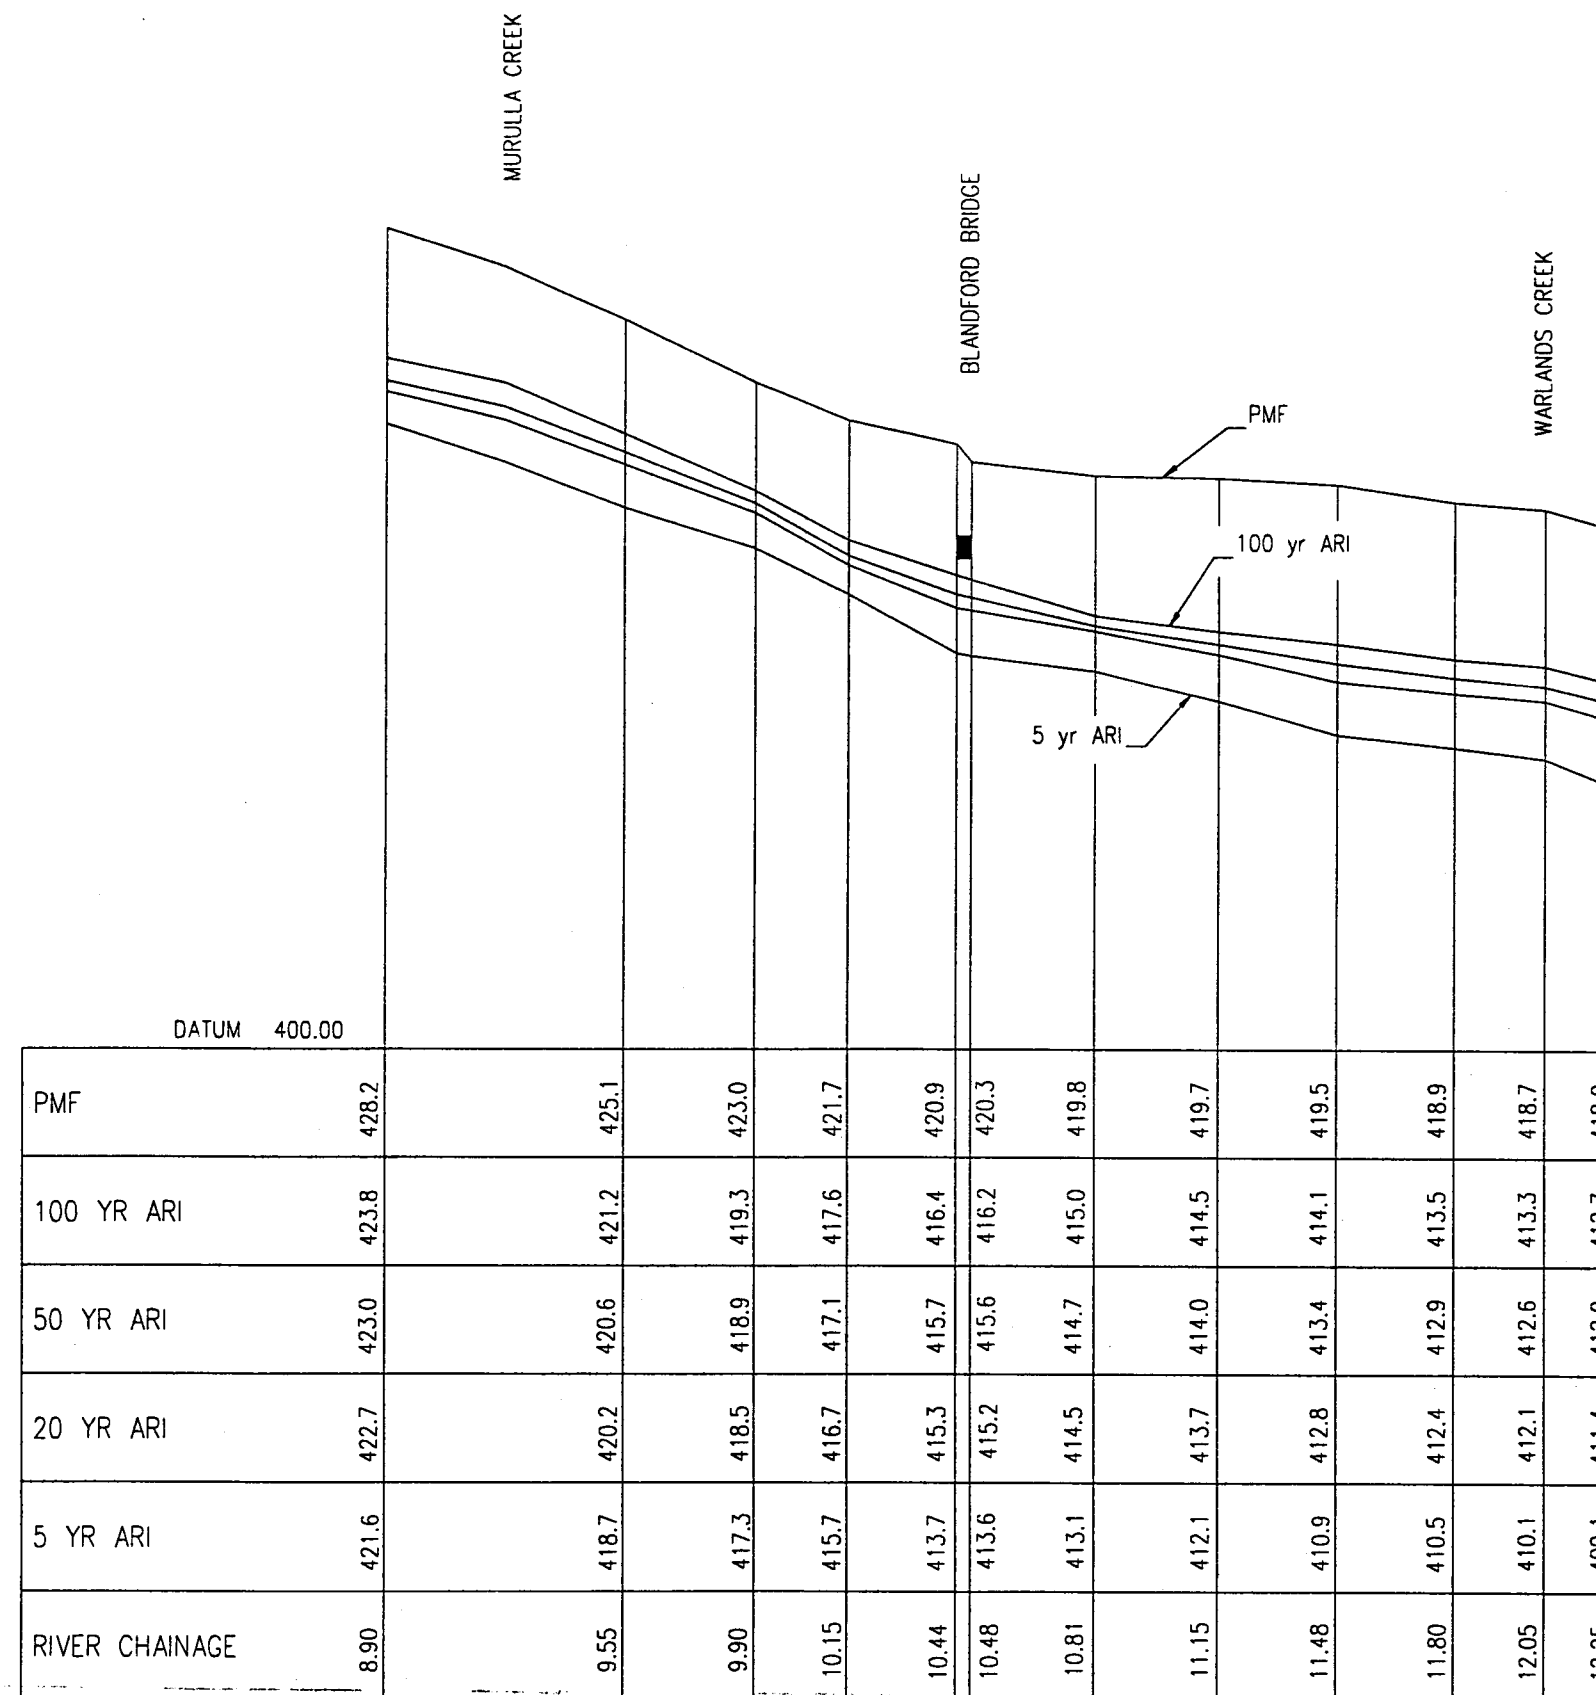 MURULLA CREEK
BLANDFORD BRIDGE
WARLANDS CREEK
PMF
100 yr ARI
5 yr ARI
DATUM 400.00
PMF 428.2 425.1 423.0 421.7 420.9 420.3 419.8 419.7 419.5 418.9 418.7
100 YR ARI 423.8 421.2 419.3 417.6 416.4 416.2 415.0 414.5 414.1 413.5 413.3
50 YR ARI 423.0 420.6 418.9 417.1 415.7 415.6 414.7 414.0 413.4 412.9 412.6
20 YR ARI 422.7 420.2 418.5 416.7 415.3 415.2 414.5 413.7 412.8 412.4 412.1
5 YR ARI 421.6 418.7 417.3 415.7 413.7 413.6 413.1 412.1 410.9 410.5 410.1
RIVER CHAINAGE 8.90 9.55 9.90 10.15 10.44 10.48 10.81 11.15 11.48 11.80 12.05